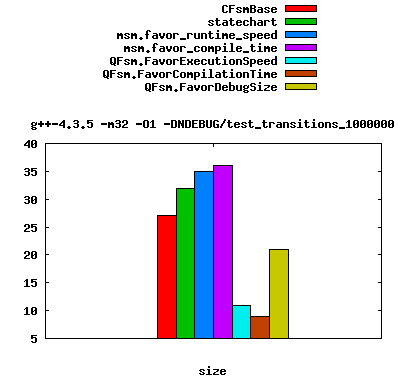 CFsmBase
statechart
msm.favor_runtime_speed
msm.favor_compile_time
QFsm.FavorExecutionSpeed
QFsm.FavorCompilationTime
QFsm.FavorDebugSize
g++-4.3.5 -m32 -O1 -DNDEBUG/test_transitions_1000000
40
35
30
25
20
15
10
5
size